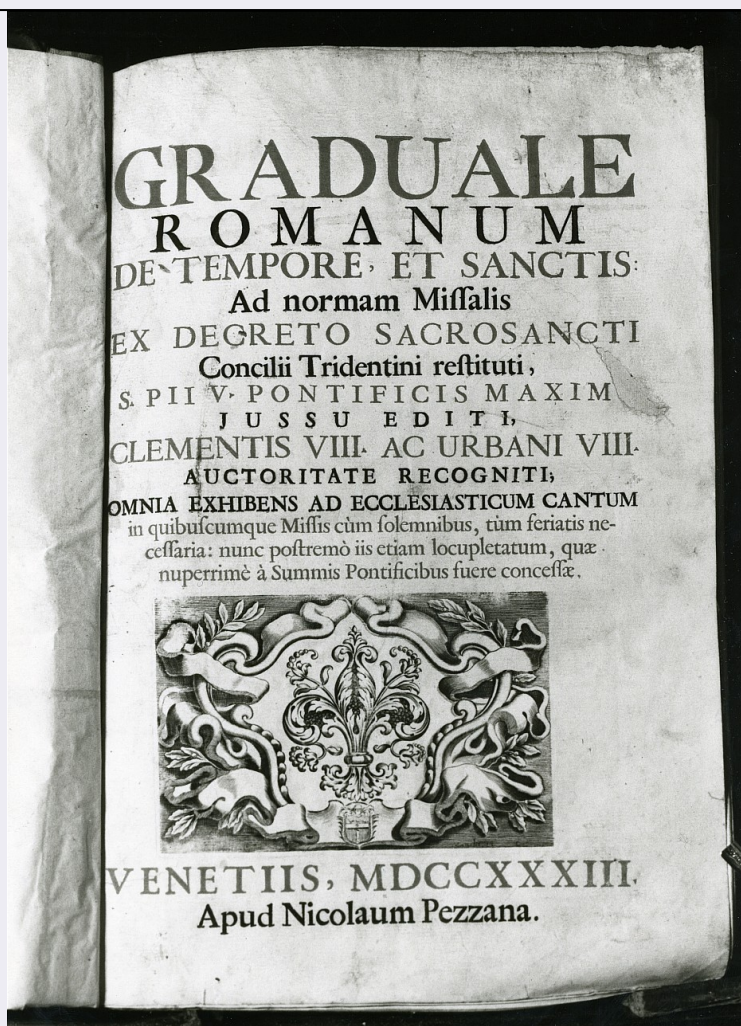 GRADUALE
ROMANUM
DE TEMPORE, ET SANCTIS:
Ad normam Miſſalis
EX DECRETO SACROSANCTI
Concilii Tridentini reſtituti,
S. PII V. PONTIFICIS MAXIM
JUSSU EDITI,
CLEMENTIS VIII. AC URBANI VIII.
AUCTORITATE RECOGNITI;
OMNIA EXHIBENS AD ECCLESIASTICUM CANTUM
in quibuſcumque Miſſis cùm ſolemnibus, tùm feriatis ne-
ceſſaria: nunc poſtremò iis etiam locupletatum, quæ
nuperrimè à Summis Pontificibus fuere conceſſæ.
VENETIIS, MDCCXXXIII.
Apud Nicolaum Pezzana.